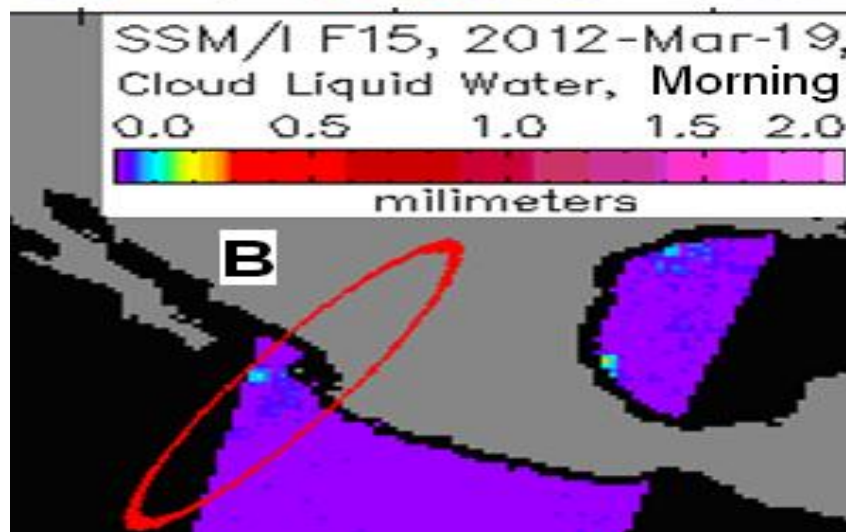 SSM/I F15, 2012-Mar-19,
Cloud Liquid Water, Morning
0.0 0.5 1.0 1.5 2.0
milimeters
B